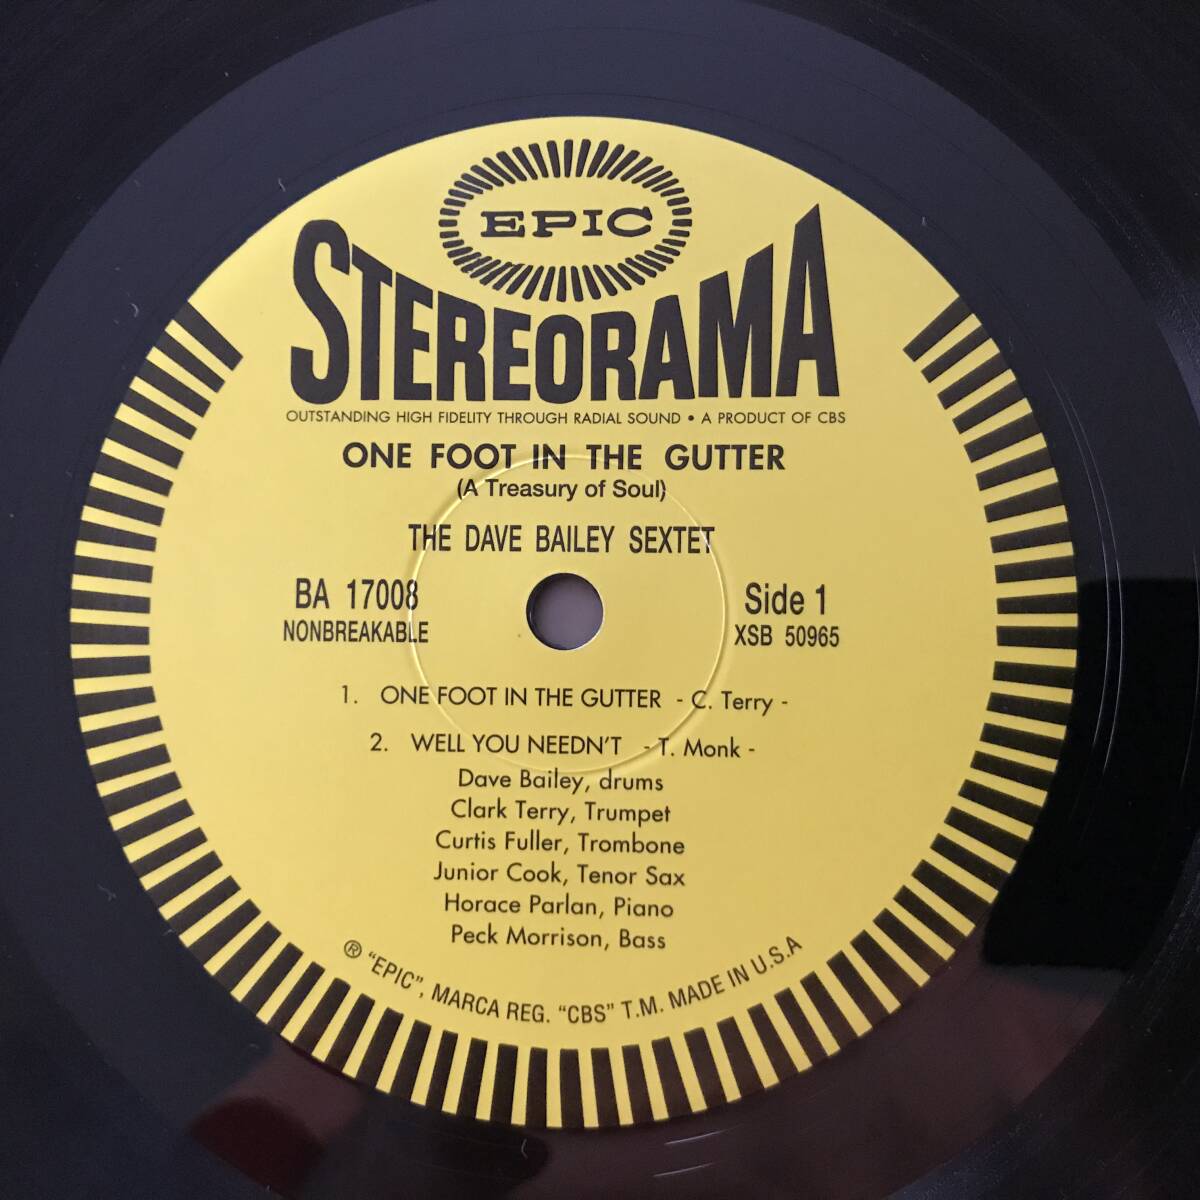 EPIC
STEREORAMA
OUTSTANDING HIGH FIDELITY THROUGH RADIAL SOUND • A PRODUCT OF CBS
ONE FOOT IN THE GUTTER
(A Treasury of Soul)
THE DAVE BAILEY SEXTET
BA 17008
NONBREAKABLE
Side 1
XSB 50965
1. ONE FOOT IN THE GUTTER - C. Terry -
2. WELL YOU NEEDN'T - T. Monk -
Dave Bailey, drums
Clark Terry, Trumpet
Curtis Fuller, Trombone
Junior Cook, Tenor Sax
Horace Parlan, Piano
Peck Morrison, Bass
® "EPIC", MARCA REG. "CBS" T.M. MADE IN U.S.A